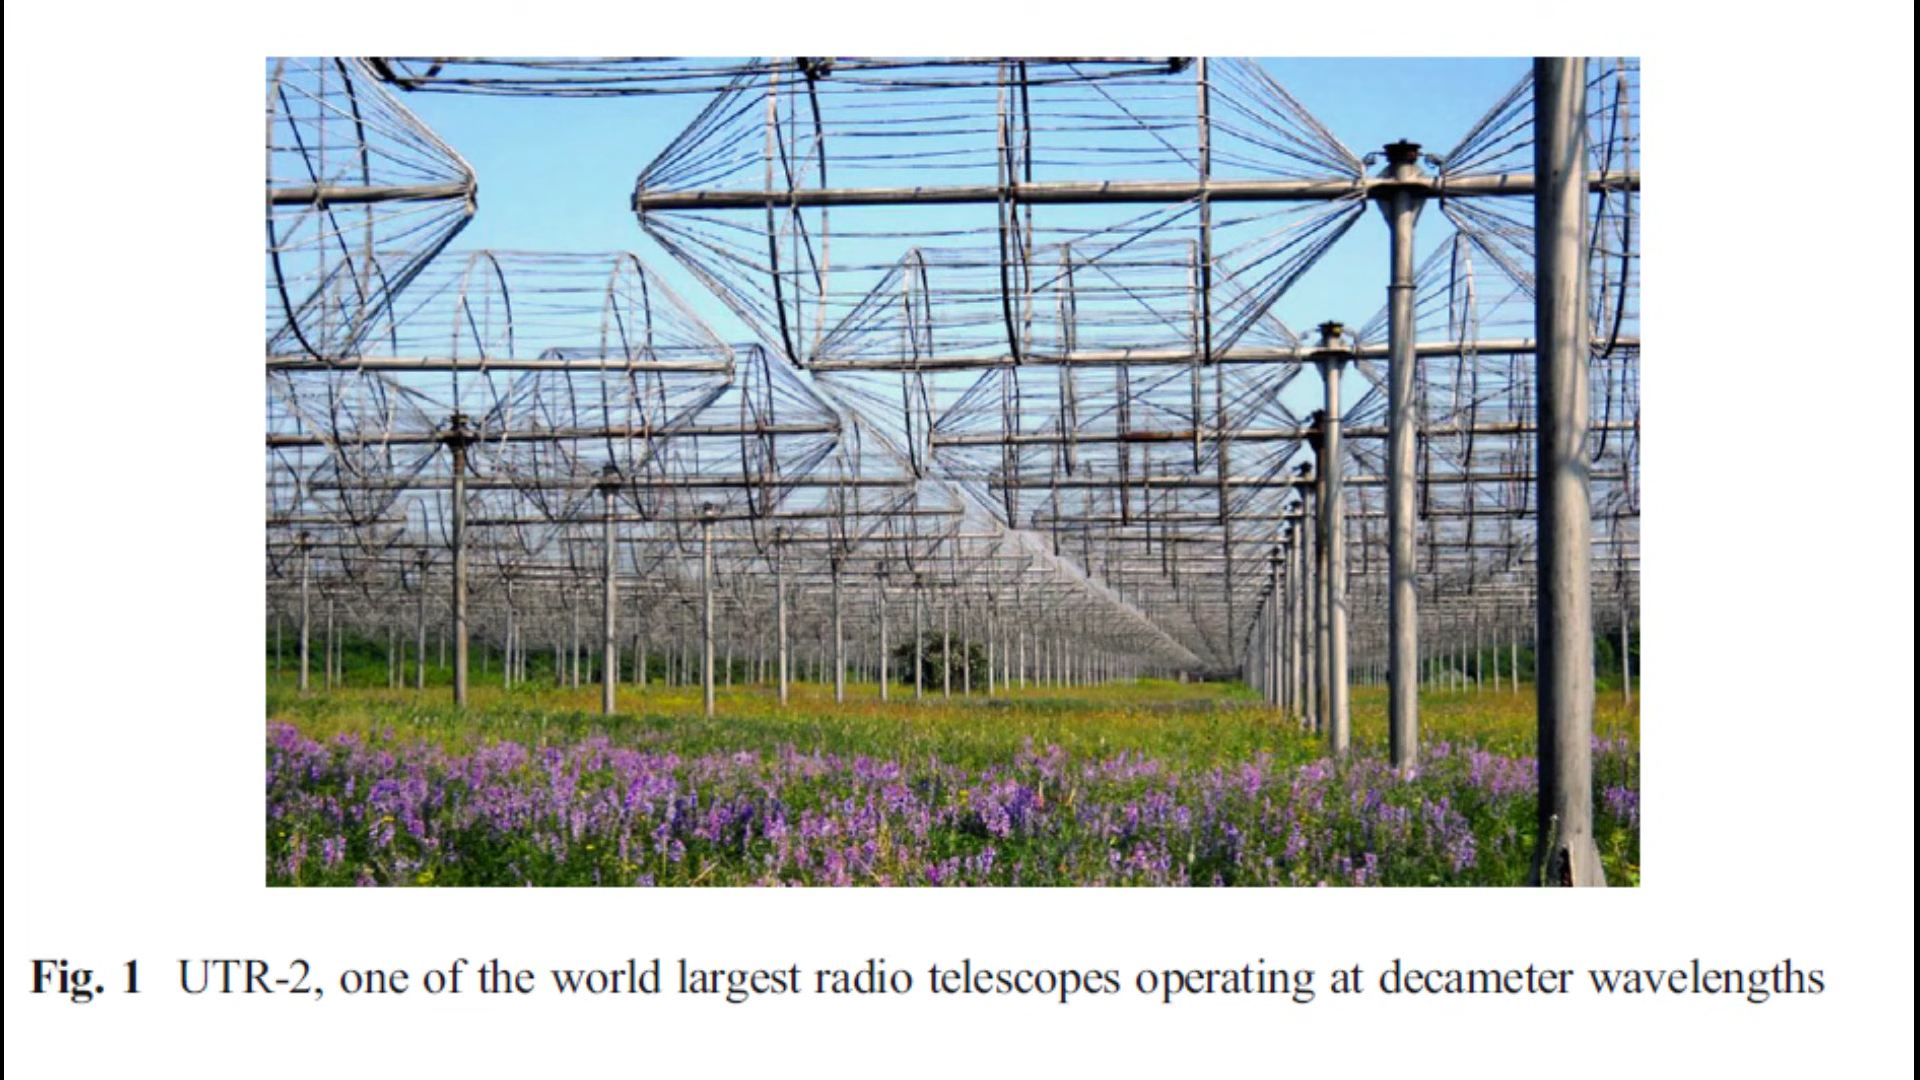 Fig. 1 UTR-2, one of the world largest radio telescopes operating at decameter wavelengths